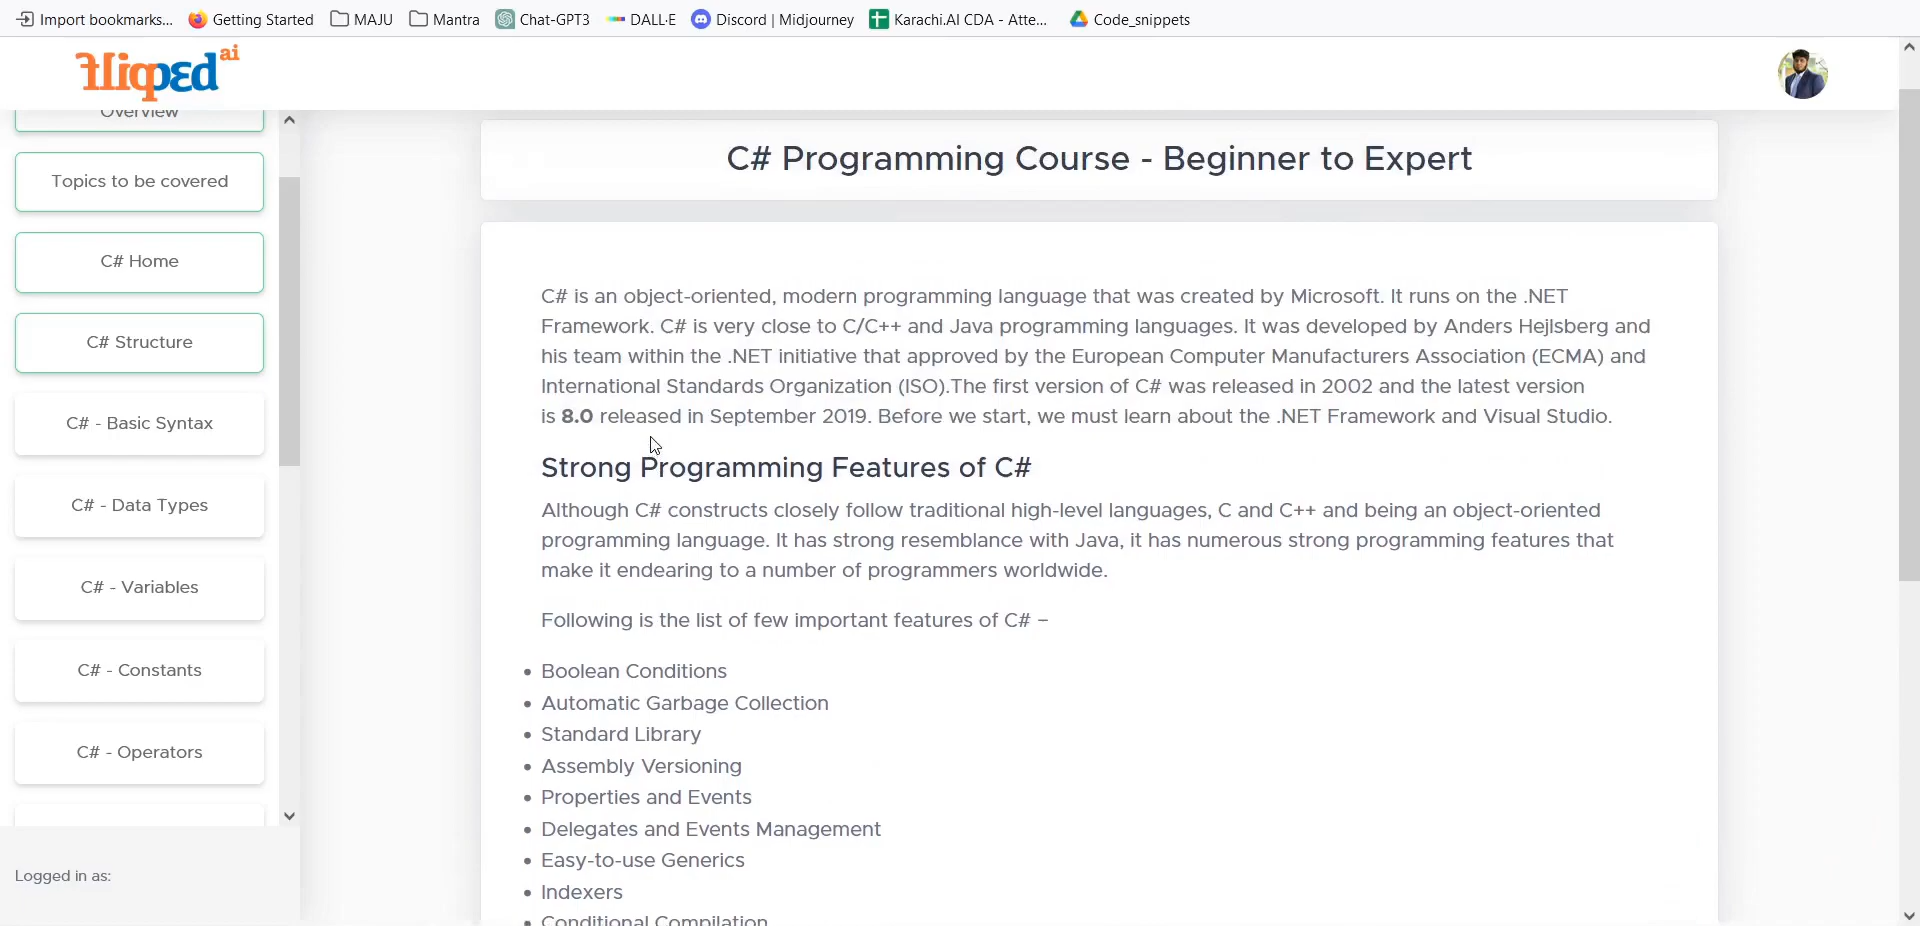 Import bookmarks... Getting Started MAJU Mantra Chat-GPT3 DALL·E Discord | Midjourney Karachi.AI CDA - Atte... Code_snippets
flipped ai
Overview
Topics to be covered
C# Home
C# Structure
C# - Basic Syntax
C# - Data Types
C# - Variables
C# - Constants
C# - Operators
Logged in as:
C# Programming Course - Beginner to Expert
C# is an object-oriented, modern programming language that was created by Microsoft. It runs on the .NET
Framework. C# is very close to C/C++ and Java programming languages. It was developed by Anders Hejlsberg and
his team within the .NET initiative that approved by the European Computer Manufacturers Association (ECMA) and
International Standards Organization (ISO).The first version of C# was released in 2002 and the latest version
is 8.0 released in September 2019. Before we start, we must learn about the .NET Framework and Visual Studio.
Strong Programming Features of C#
Although C# constructs closely follow traditional high-level languages, C and C++ and being an object-oriented
programming language. It has strong resemblance with Java, it has numerous strong programming features that
make it endearing to a number of programmers worldwide.
Following is the list of few important features of C# −
• Boolean Conditions
• Automatic Garbage Collection
• Standard Library
• Assembly Versioning
• Properties and Events
• Delegates and Events Management
• Easy-to-use Generics
• Indexers
• Conditional Compilation